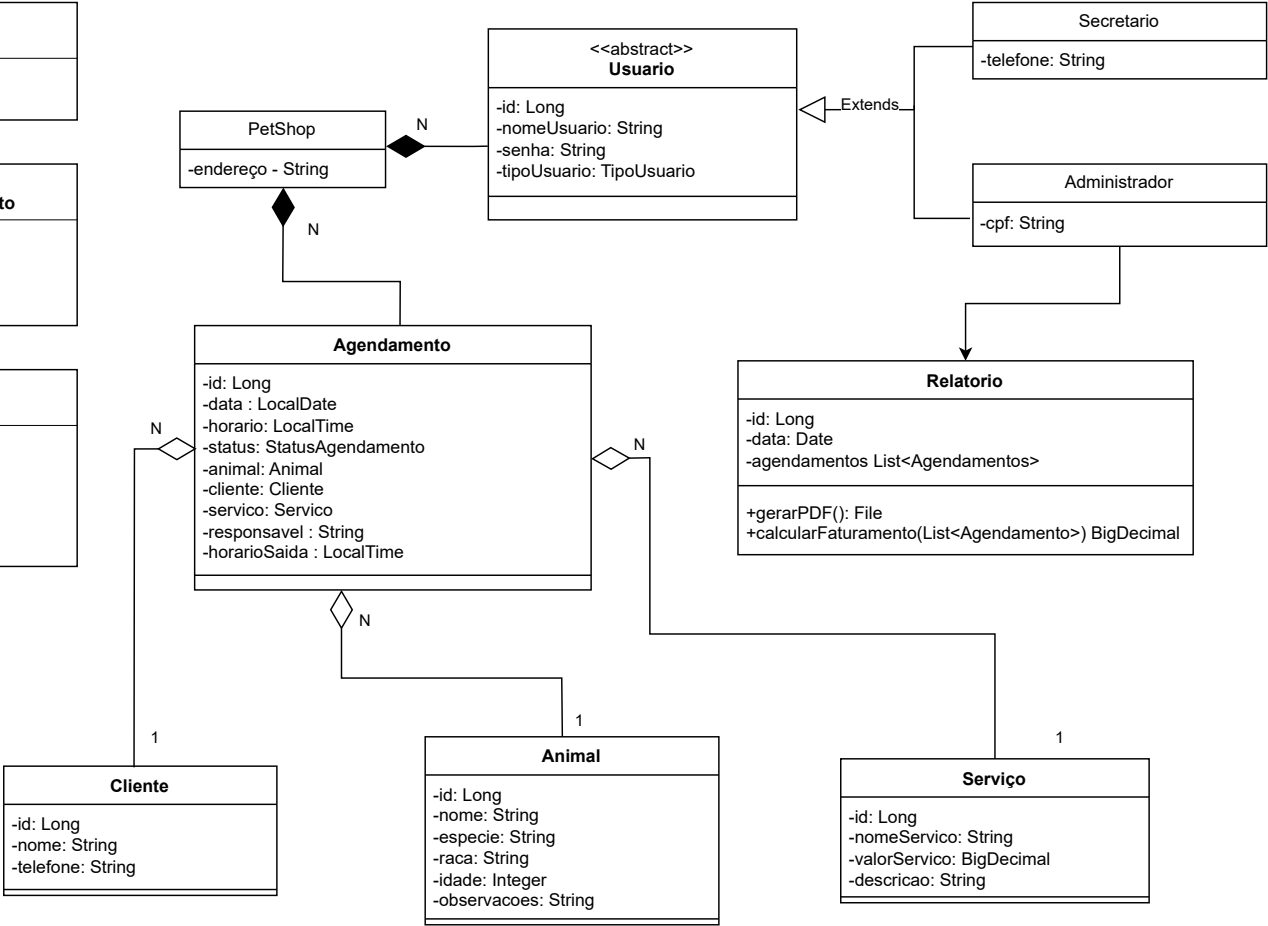 Secretario
-telefone: String
<<abstract>>
Usuario
-id: Long
-nomeUsuario: String
-senha: String
-tipoUsuario: TipoUsuario
Extends
PetShop
-endereço - String
N
N
Administrador
-cpf: String
to
Agendamento
-id: Long
-data : LocalDate
-horario: LocalTime
-status: StatusAgendamento
-animal: Animal
-cliente: Cliente
-servico: Servico
-responsavel : String
-horarioSaida : LocalTime
Relatorio
-id: Long
-data: Date
-agendamentos List<Agendamentos>
+gerarPDF(): File
+calcularFaturamento(List<Agendamento>) BigDecimal
N
N
N
1
1
1
Cliente
-id: Long
-nome: String
-telefone: String
Animal
-id: Long
-nome: String
-especie: String
-raca: String
-idade: Integer
-observacoes: String
Serviço
-id: Long
-nomeServico: String
-valorServico: BigDecimal
-descricao: String